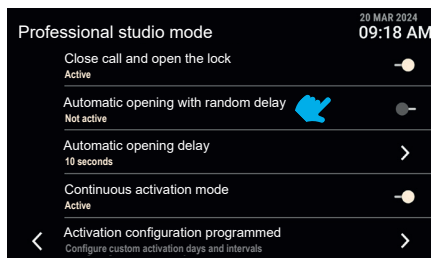 20 MAR 2024
Professional studio mode
09:18 AM
Close call and open the lock
Active
Automatic opening with random delay
Not active
Automatic opening delay
10 seconds
Continuous activation mode
Active
Activation configuration programmed
Configure custom activation days and intervals